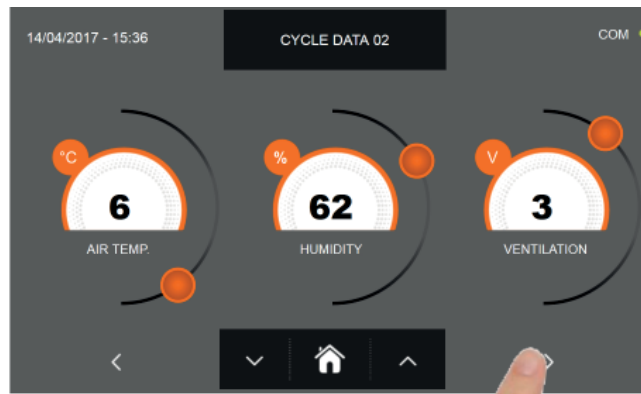 14/04/2017 - 15:36
CYCLE DATA 02
COM
°C
6
AIR TEMP.
%
62
HUMIDITY
V
3
VENTILATION